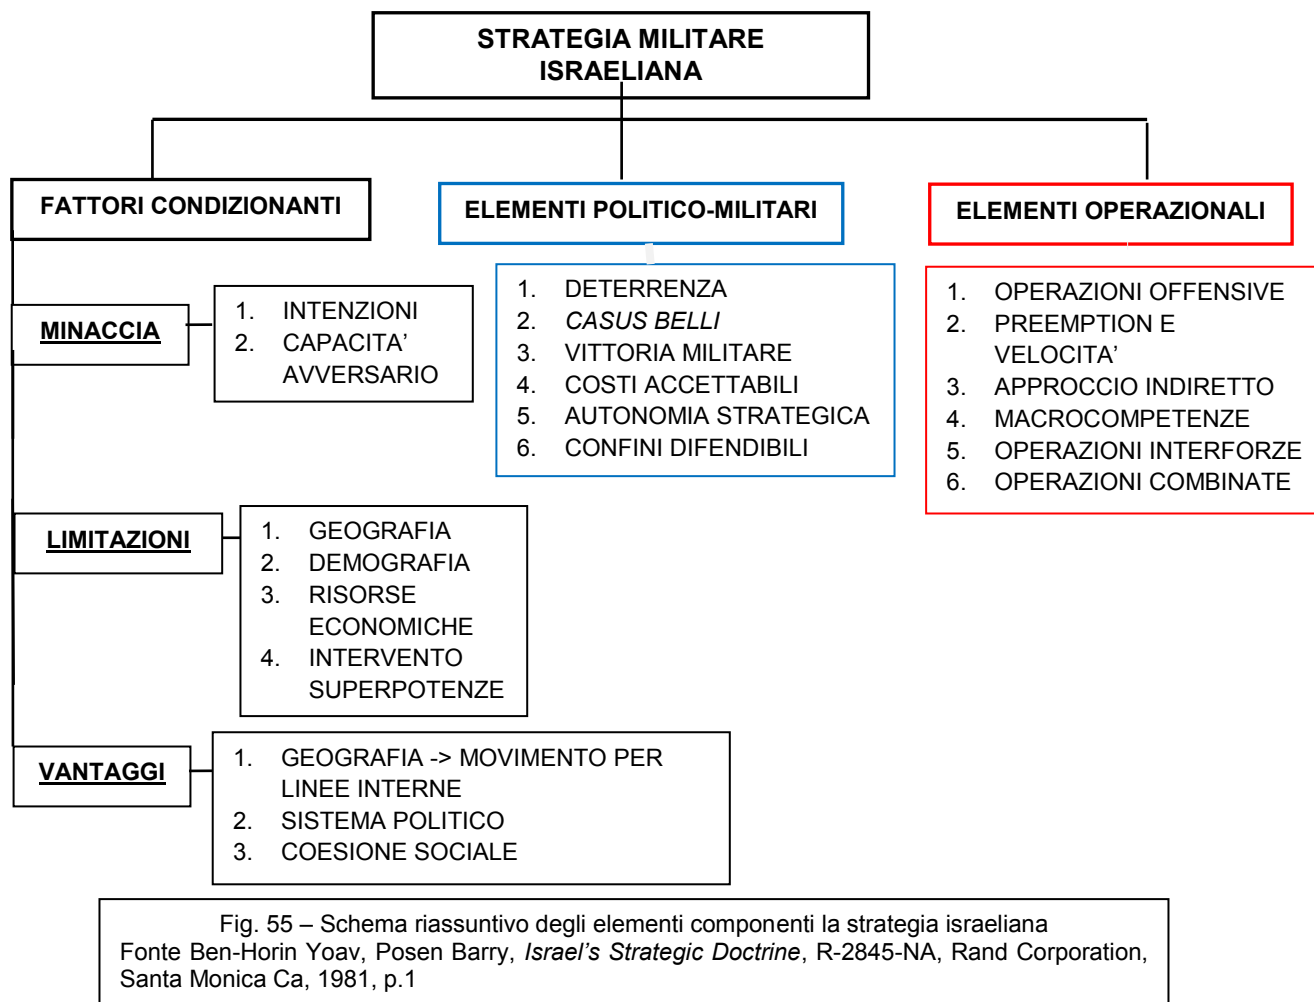 STRATEGIA MILITARE
ISRAELIANA
FATTORI CONDIZIONANTI
MINACCIA
1. INTENZIONI
2. CAPACITA'
AVVERSARIO
LIMITAZIONI
1. GEOGRAFIA
2. DEMOGRAFIA
3. RISORSE
ECONOMICHE
4. INTERVENTO
SUPERPOTENZE
VANTAGGI
1. GEOGRAFIA -> MOVIMENTO PER
LINEE INTERNE
2. SISTEMA POLITICO
3. COESIONE SOCIALE
ELEMENTI POLITICO-MILITARI
1. DETERRENZA
2. CASUS BELLI
3. VITTORIA MILITARE
4. COSTI ACCETTABILI
5. AUTONOMIA STRATEGICA
6. CONFINI DIFENDIBILI
ELEMENTI OPERAZIONALI
1. OPERAZIONI OFFENSIVE
2. PREEMPTION E
VELOCITA'
3. APPROCCIO INDIRETTO
4. MACROCOMPETENZE
5. OPERAZIONI INTERFORZE
6. OPERAZIONI COMBINATE
Fig. 55 – Schema riassuntivo degli elementi componenti la strategia israeliana
Fonte Ben-Horin Yoav, Posen Barry, Israel's Strategic Doctrine, R-2845-NA, Rand Corporation,
Santa Monica Ca, 1981, p.1